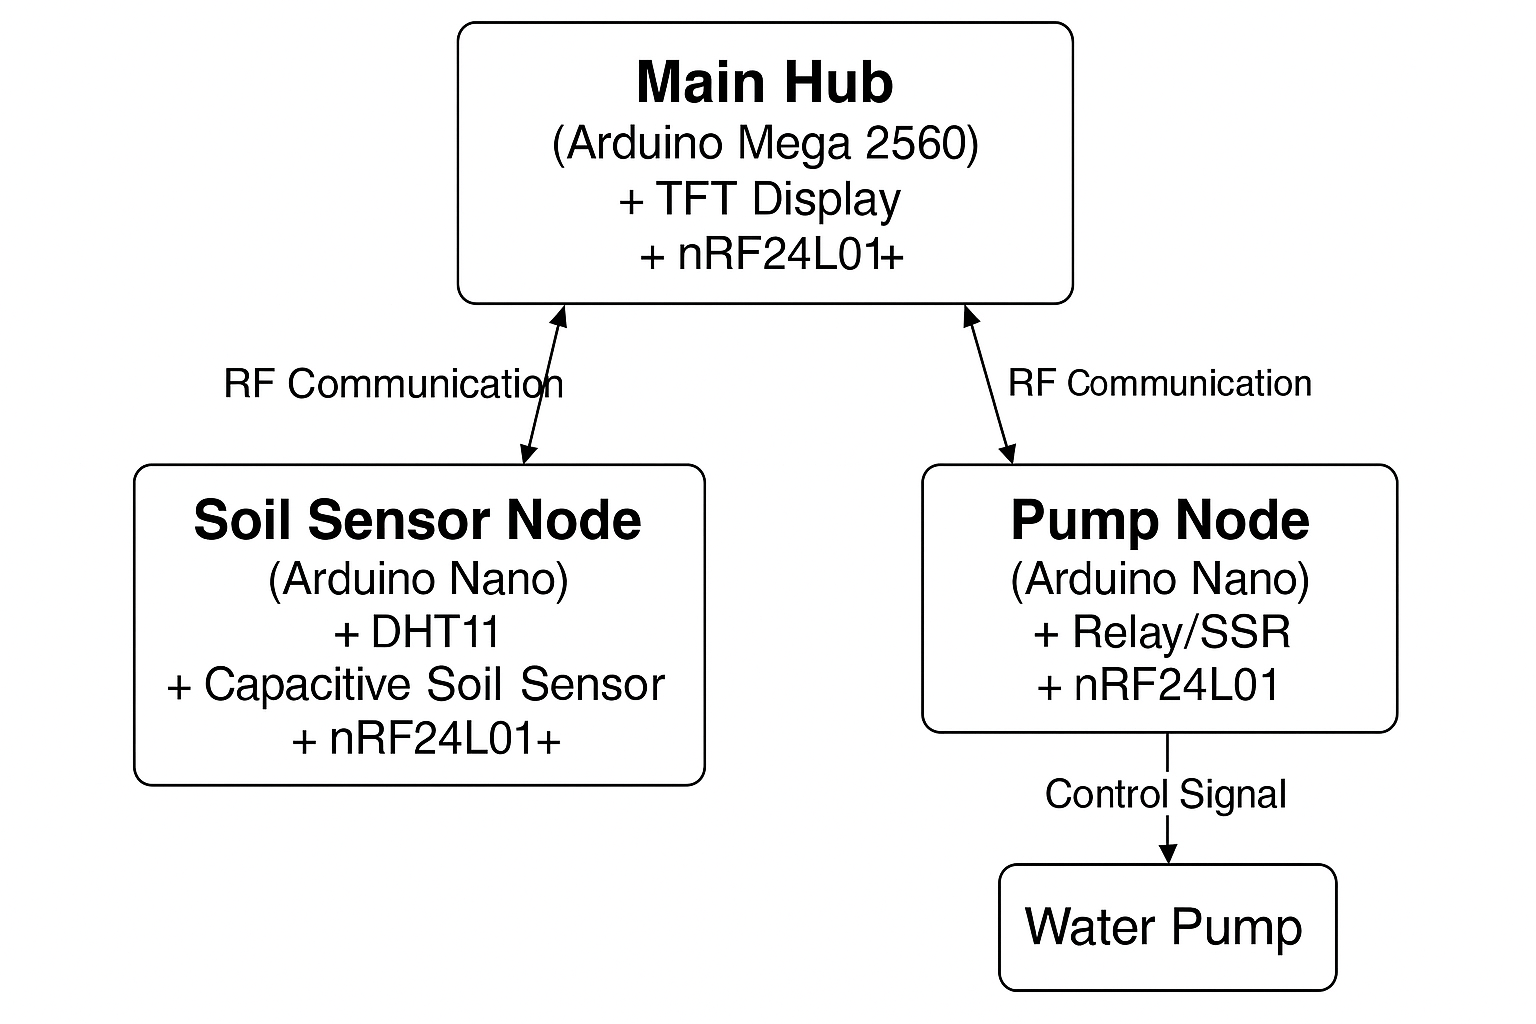 Main Hub
(Arduino Mega 2560)
+ TFT Display
+ nRF24L01+
RF Communication
RF Communication
Soil Sensor Node
(Arduino Nano)
+ DHT11
+ Capacitive Soil Sensor
+ nRF24L01+
Pump Node
(Arduino Nano)
+ Relay/SSR
+ nRF24L01
Control Signal
Water Pump